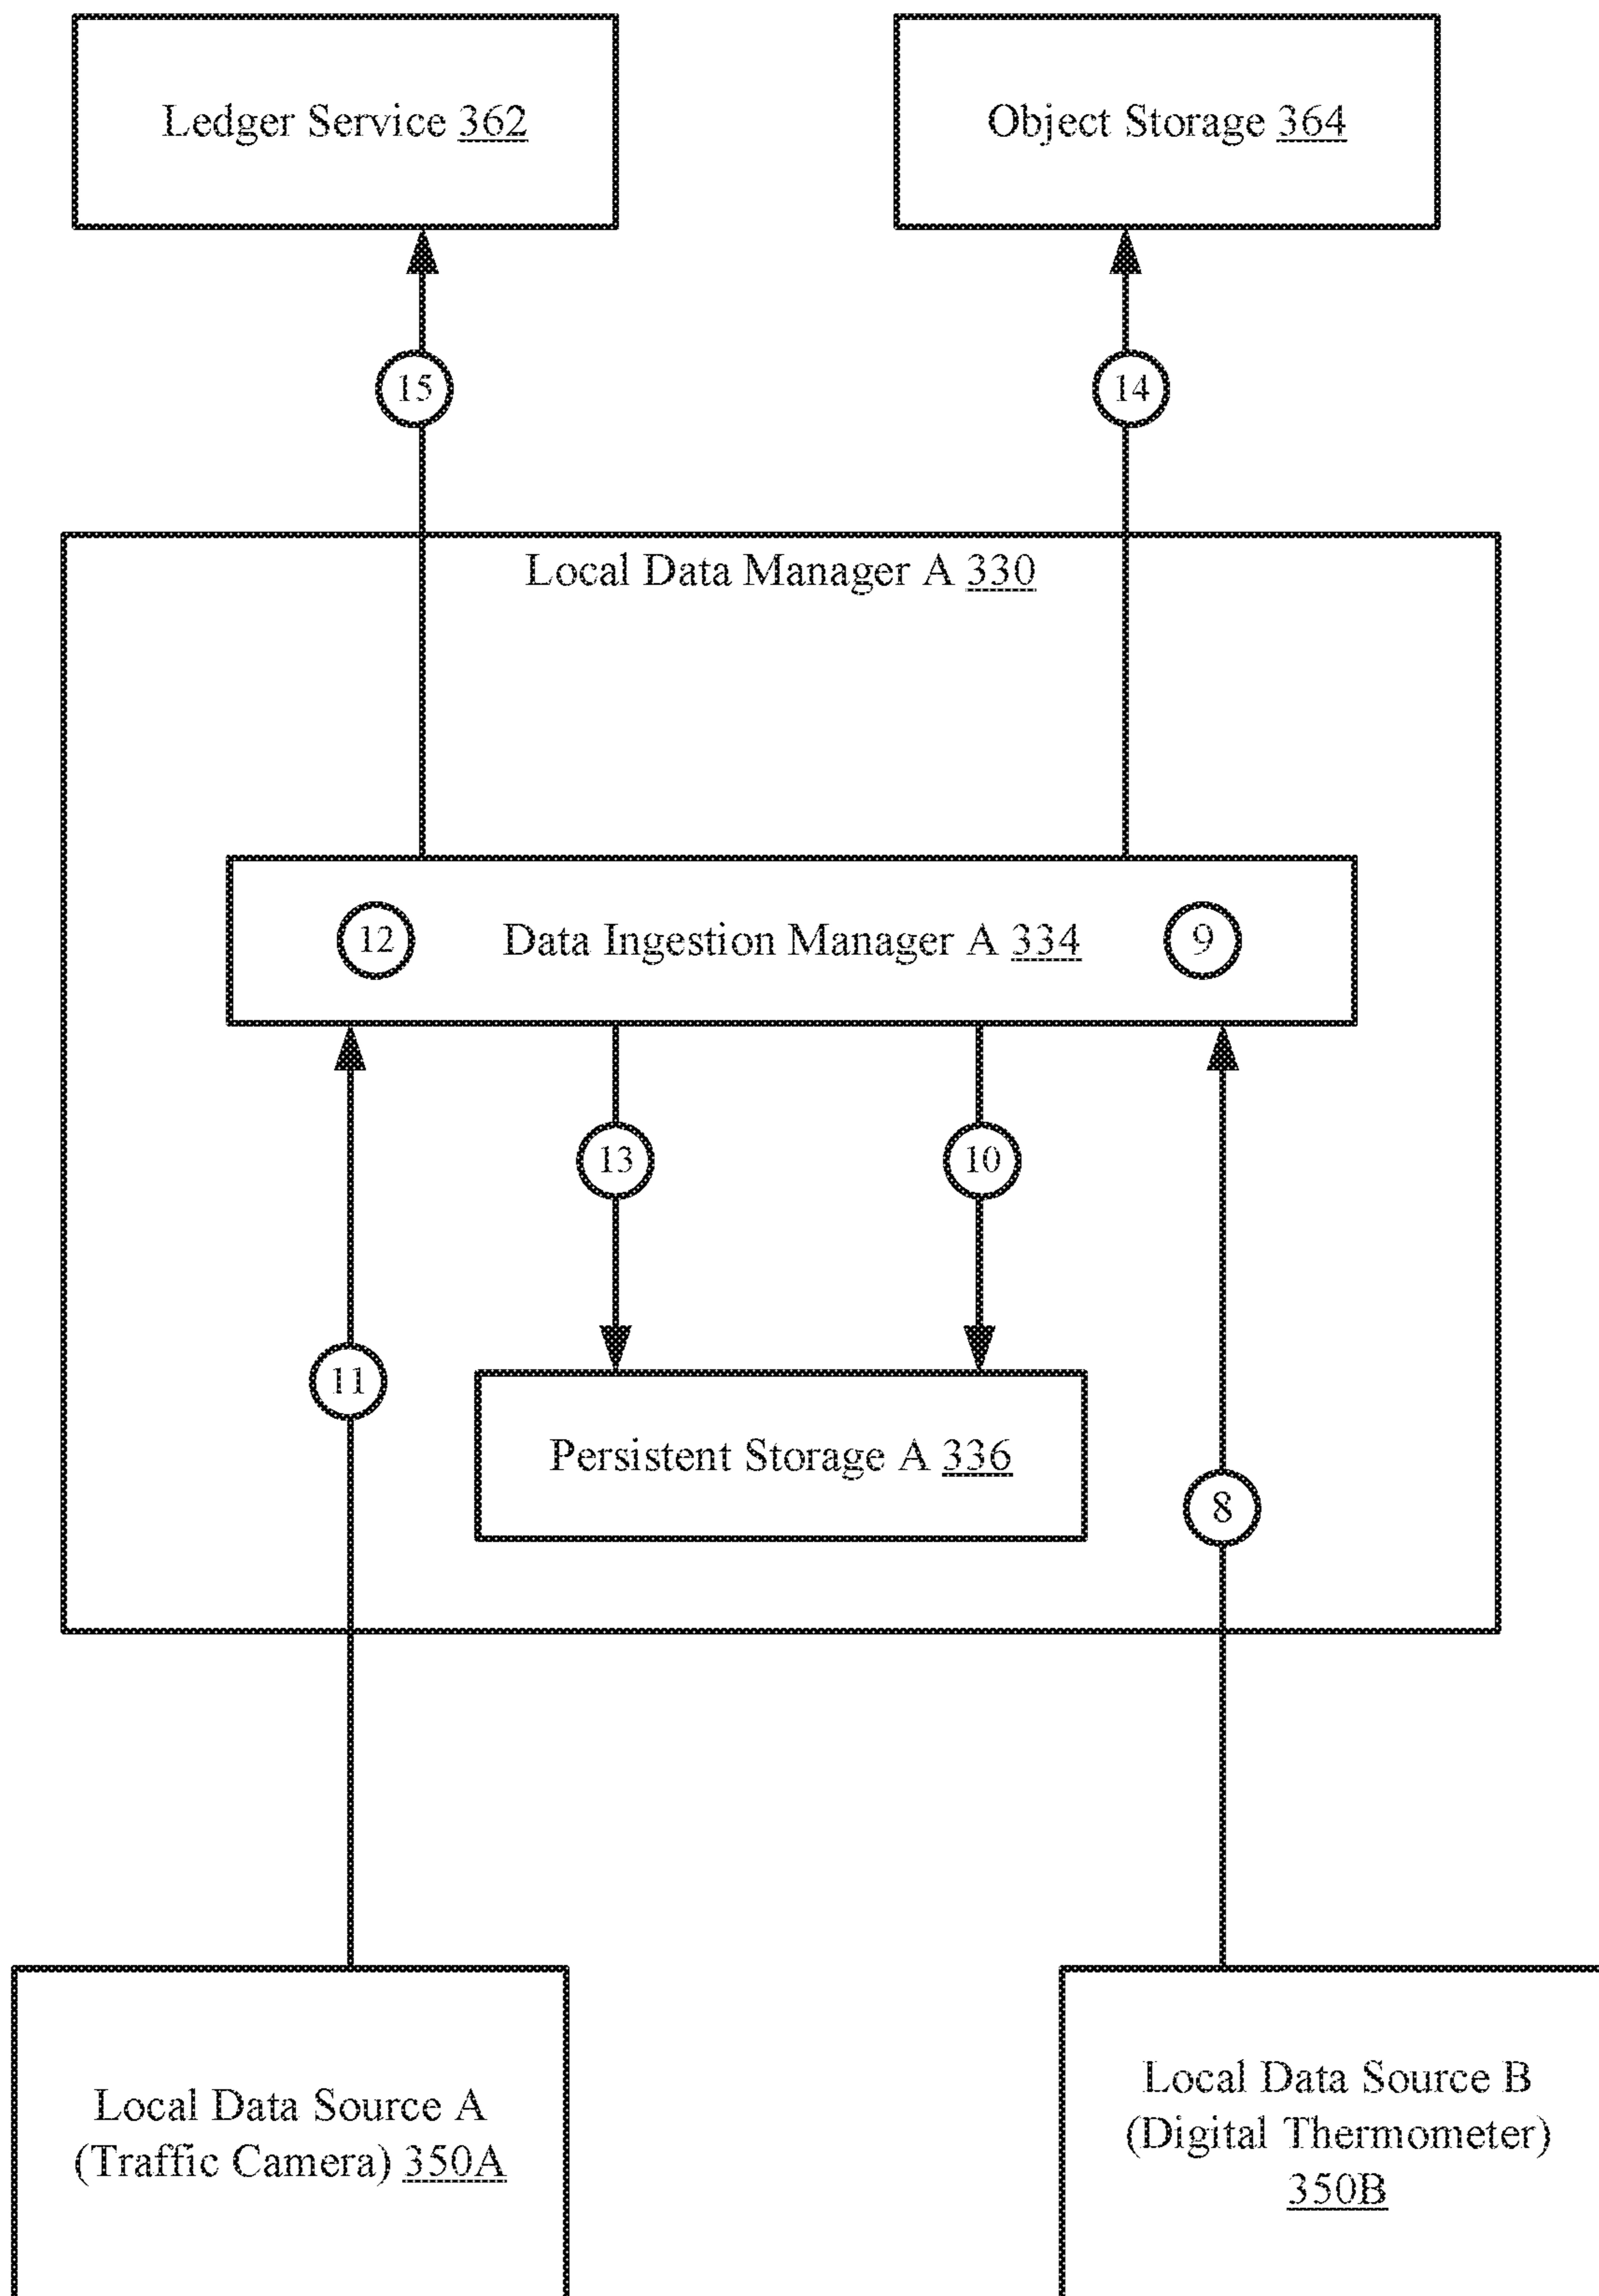 Ledger Service 362
Object Storage 364
15
14
Local Data Manager A 330
12
Data Ingestion Manager A 334
9
13
10
11
Persistent Storage A 336
8
Local Data Source A
(Traffic Camera) 350A
Local Data Source B
(Digital Thermometer)
350B